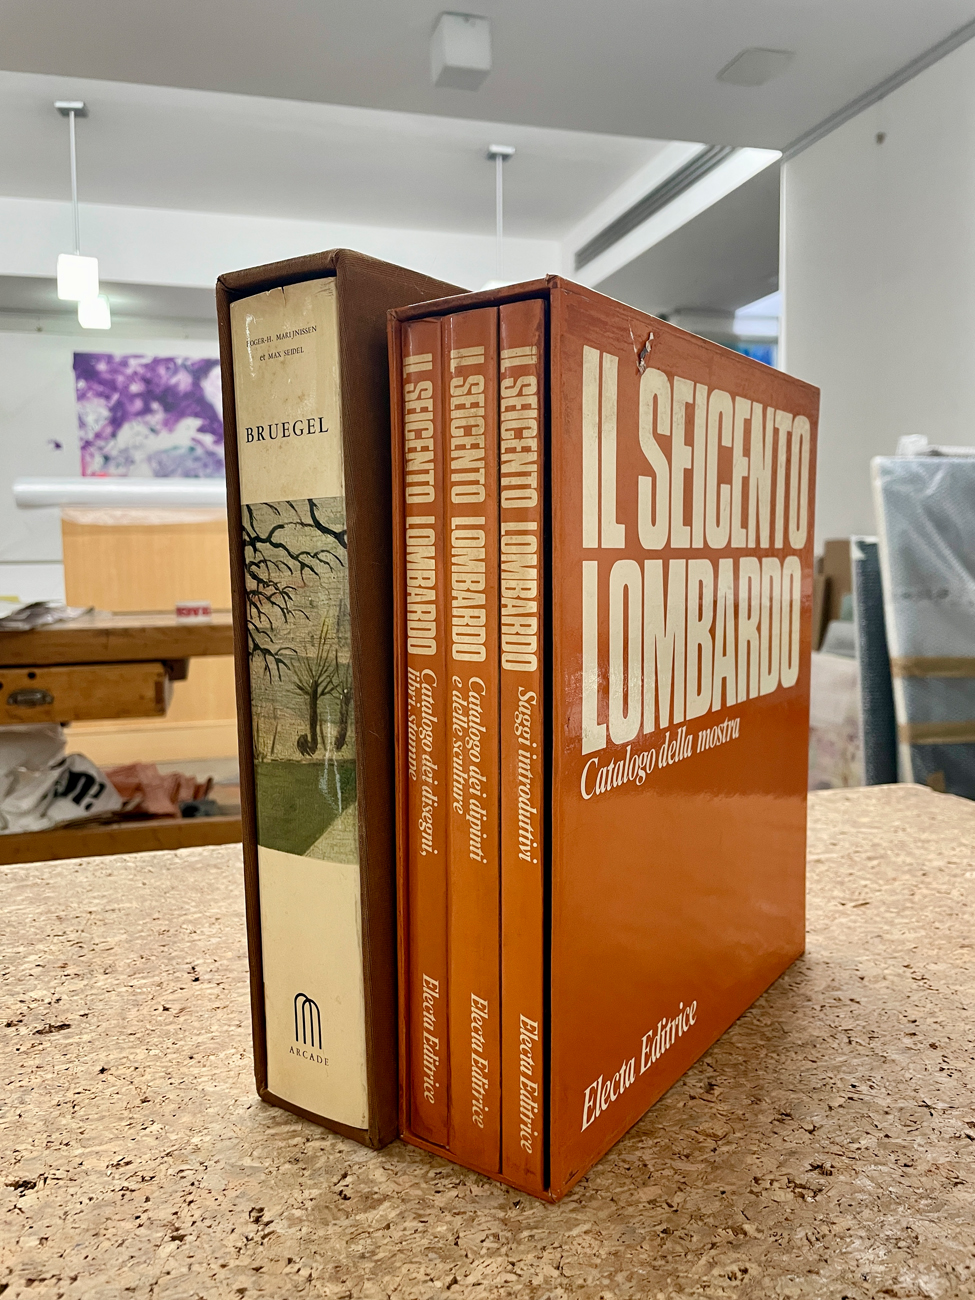 ROGER-H. MARIJNISSEN
et MAX SEIDEL
BRUEGEL
ARCADE
IL SEICENTO LOMBARDO
Catalogo dei disegni,
libri, stampe
Electa Editrice
IL SEICENTO LOMBARDO
Catalogo dei dipinti
e delle sculture
Electa Editrice
IL SEICENTO LOMBARDO
Saggi introduttivi
Electa Editrice
IL SEICENTO
LOMBARDO
Catalogo della mostra
Electa Editrice